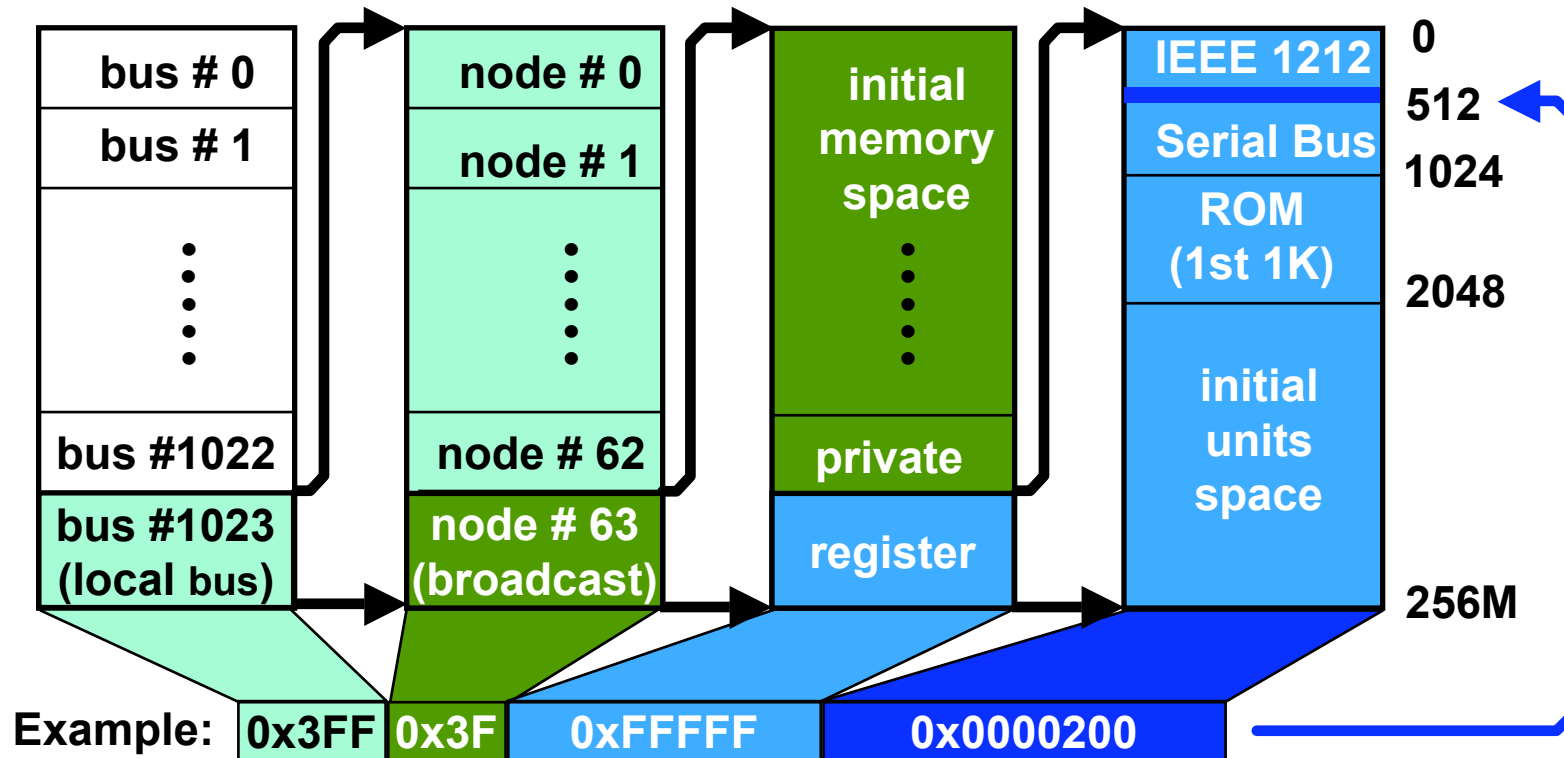 bus # 0
bus # 1
bus #1022
bus #1023
(local bus)
node # 0
node # 1
node # 62
node # 63
(broadcast)
initial
memory
space
private
register
IEEE 1212
Serial Bus
ROM
(1st 1K)
initial
units
space
0
512
1024
2048
256M
Example: 0x3FF 0x3F 0xFFFFF 0x0000200